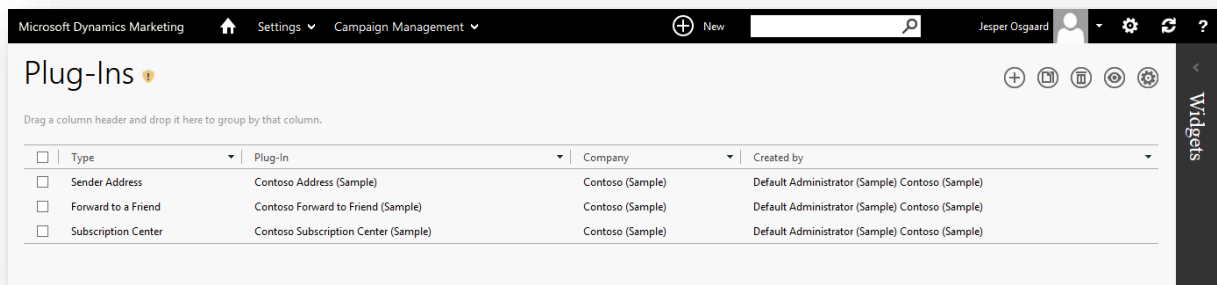 Microsoft Dynamics Marketing Settings Campaign Management New Jesper Osgaard ?
Plug-Ins
Widgets
Drag a column header and drop it here to group by that column.
Type Plug-In Company Created by
Sender Address Contoso Address (Sample) Contoso (Sample) Default Administrator (Sample) Contoso (Sample)
Forward to a Friend Contoso Forward to Friend (Sample) Contoso (Sample) Default Administrator (Sample) Contoso (Sample)
Subscription Center Contoso Subscription Center (Sample) Contoso (Sample) Default Administrator (Sample) Contoso (Sample)